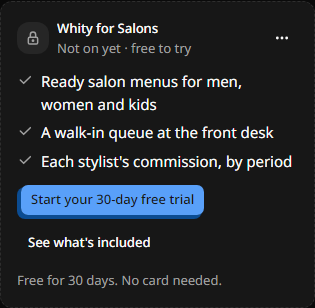 Whity for Salons
Not on yet · free to try
Ready salon menus for men,
women and kids
A walk-in queue at the front desk
Each stylist's commission, by period
Start your 30-day free trial
See what's included
Free for 30 days. No card needed.